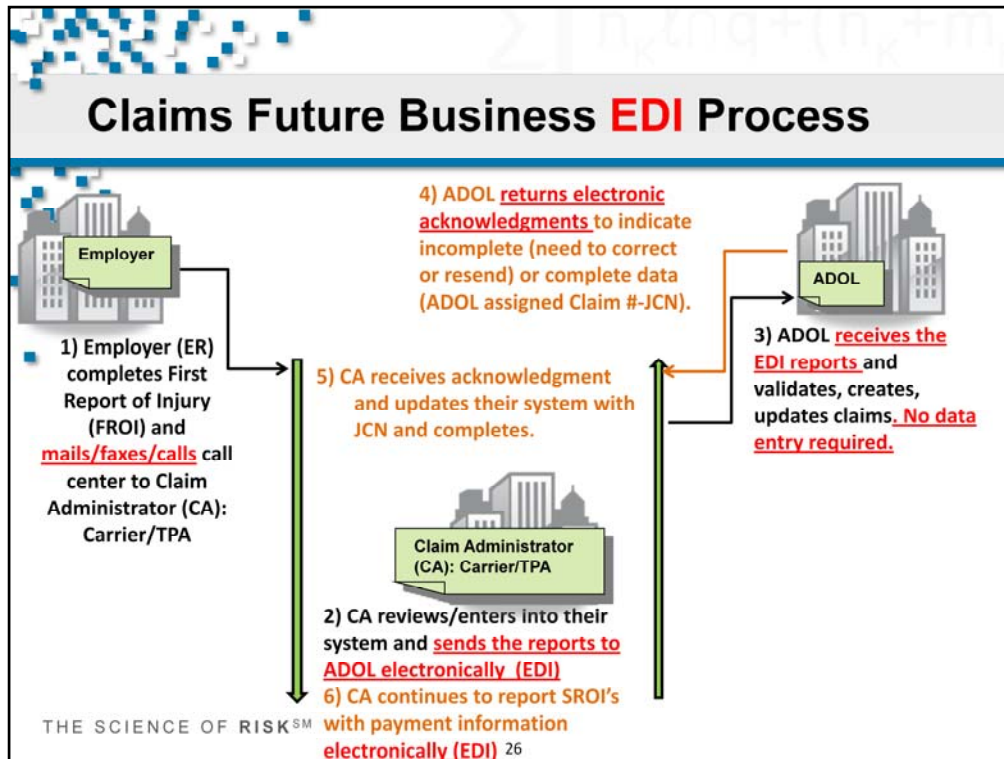 Claims Future Business EDI Process
Employer
1) Employer (ER)
completes First
Report of Injury
(FROI) and
mails/faxes/calls call
center to Claim
Administrator (CA):
Carrier/TPA
4) ADOL returns electronic
acknowledgments to indicate
incomplete (need to correct
or resend) or complete data
(ADOL assigned Claim #-JCN).
ADOL
3) ADOL receives the
EDI reports and
validates, creates,
updates claims. No data
entry required.
5) CA receives acknowledgment
and updates their system with
JCN and completes.
Claim Administrator
(CA): Carrier/TPA
2) CA reviews/enters into their
system and sends the reports to
ADOL electronically (EDI)
6) CA continues to report SROI's
with payment information
electronically (EDI)
THE SCIENCE OF RISK℠
26